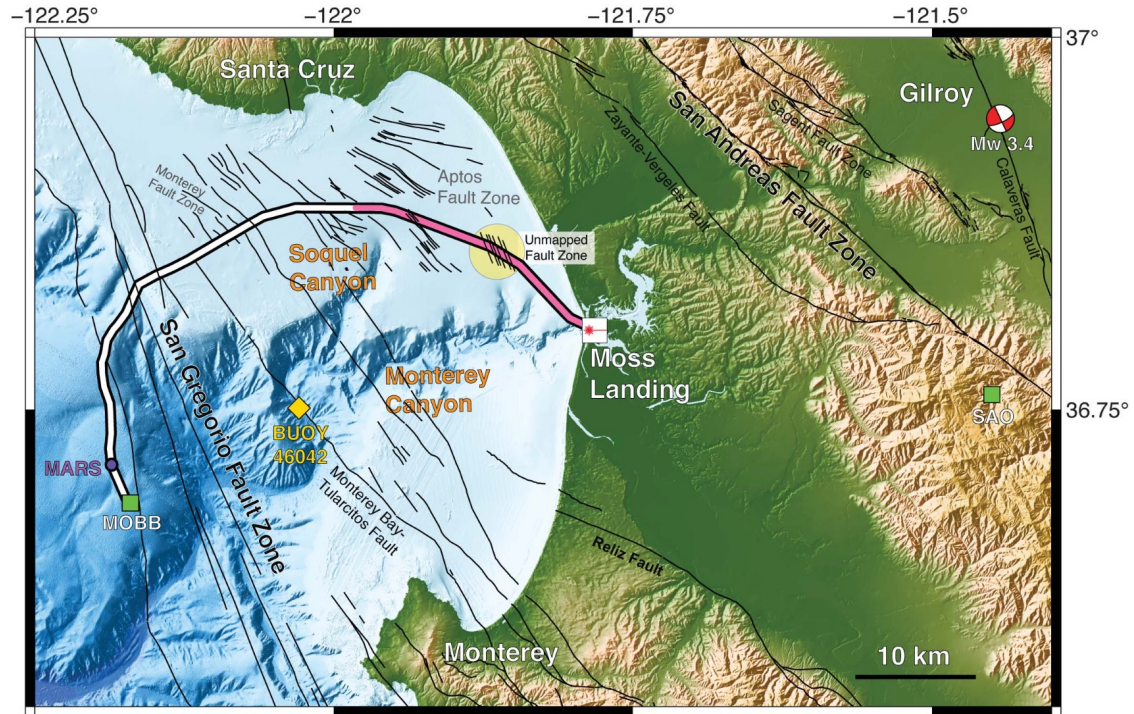 −122.25°
−122°
−121.75°
−121.5°
37°
Santa Cruz
Gilroy
Mw 3.4
San Andreas Fault Zone
Sagent Fault Zone
Zayante-Vergeles Fault
Calaveras Fault
Monterey
Fault Zone
Aptos
Fault Zone
Unmapped
Fault Zone
Soquel
Canyon
Moss
Landing
Monterey
Canyon
San Gregorio Fault Zone
BUOY
46042
36.75°
SAO
MARS
MOBB
Monterey Bay-
Tularcitos Fault
Reliz Fault
Monterey
10 km